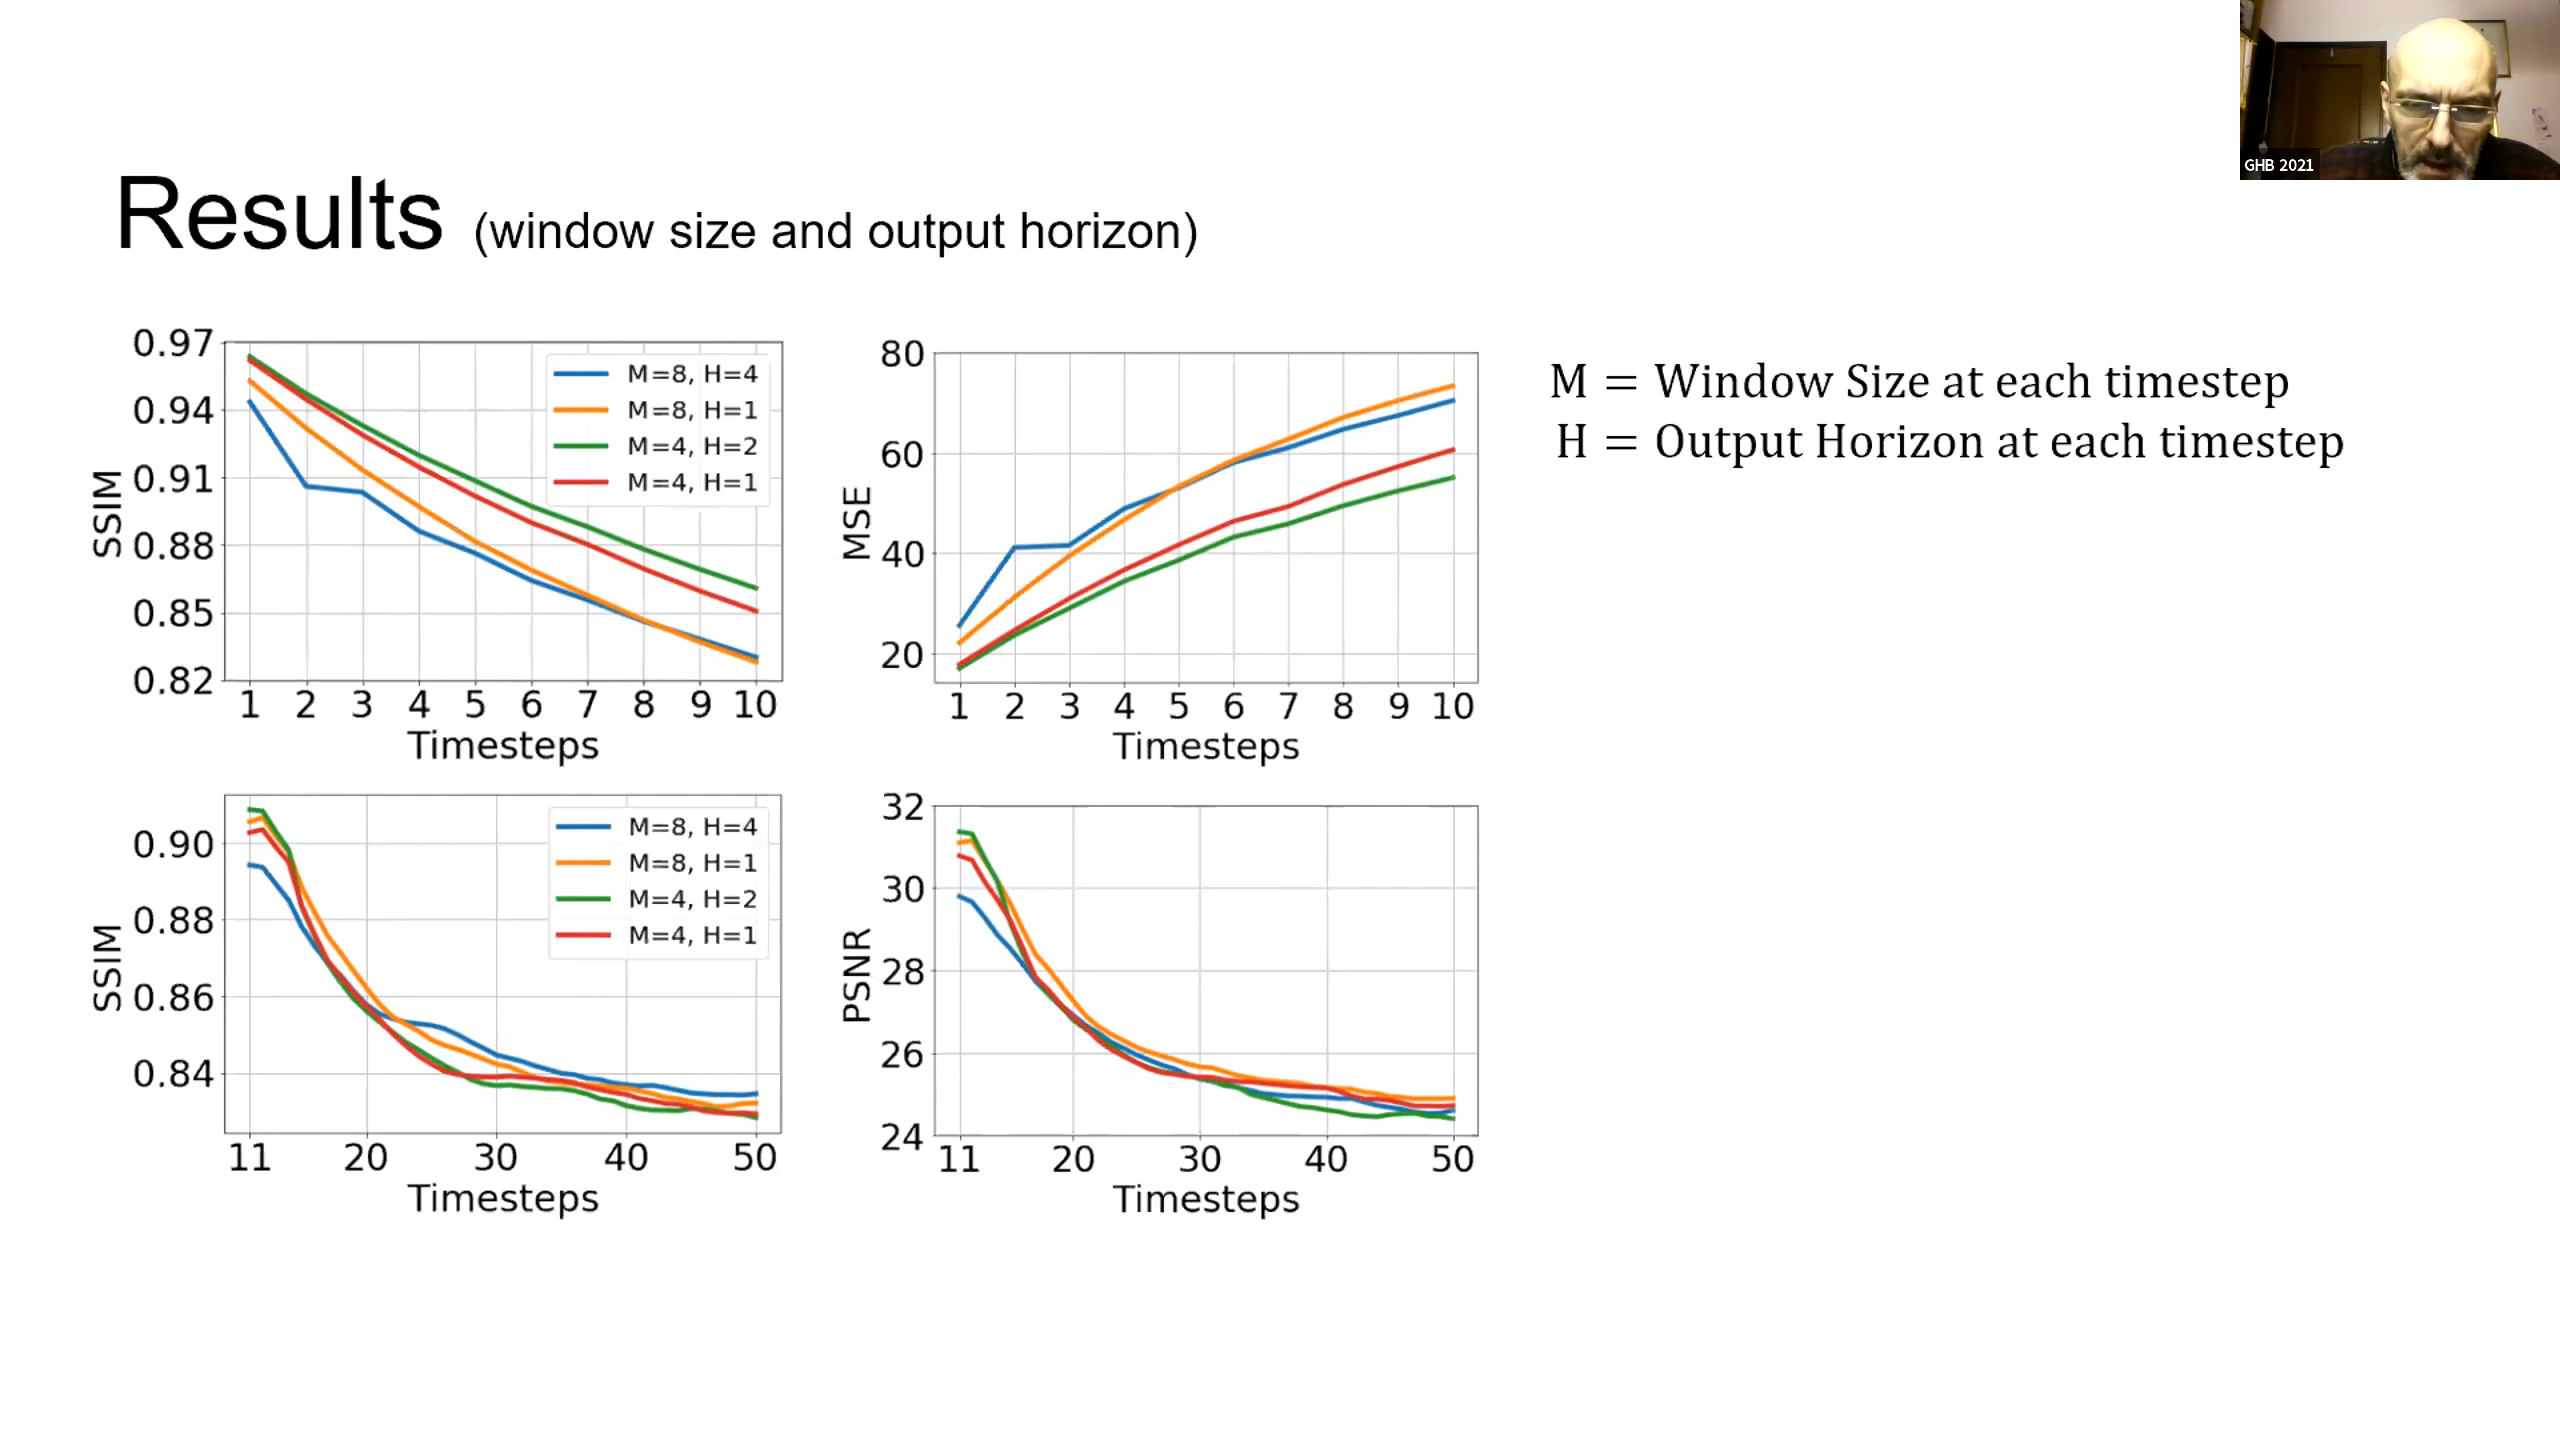 GHB 2021
Results (window size and output horizon)
0.97
0.94
0.91
0.88
0.85
0.82
SSIM
M=8, H=4
M=8, H=1
M=4, H=2
M=4, H=1
1 2 3 4 5 6 7 8 9 10
Timesteps
80
60
40
20
MSE
1 2 3 4 5 6 7 8 9 10
Timesteps
M = Window Size at each timestep
H = Output Horizon at each timestep
0.90
0.88
0.86
0.84
SSIM
M=8, H=4
M=8, H=1
M=4, H=2
M=4, H=1
11 20 30 40 50
Timesteps
32
30
28
26
24
PSNR
11 20 30 40 50
Timesteps